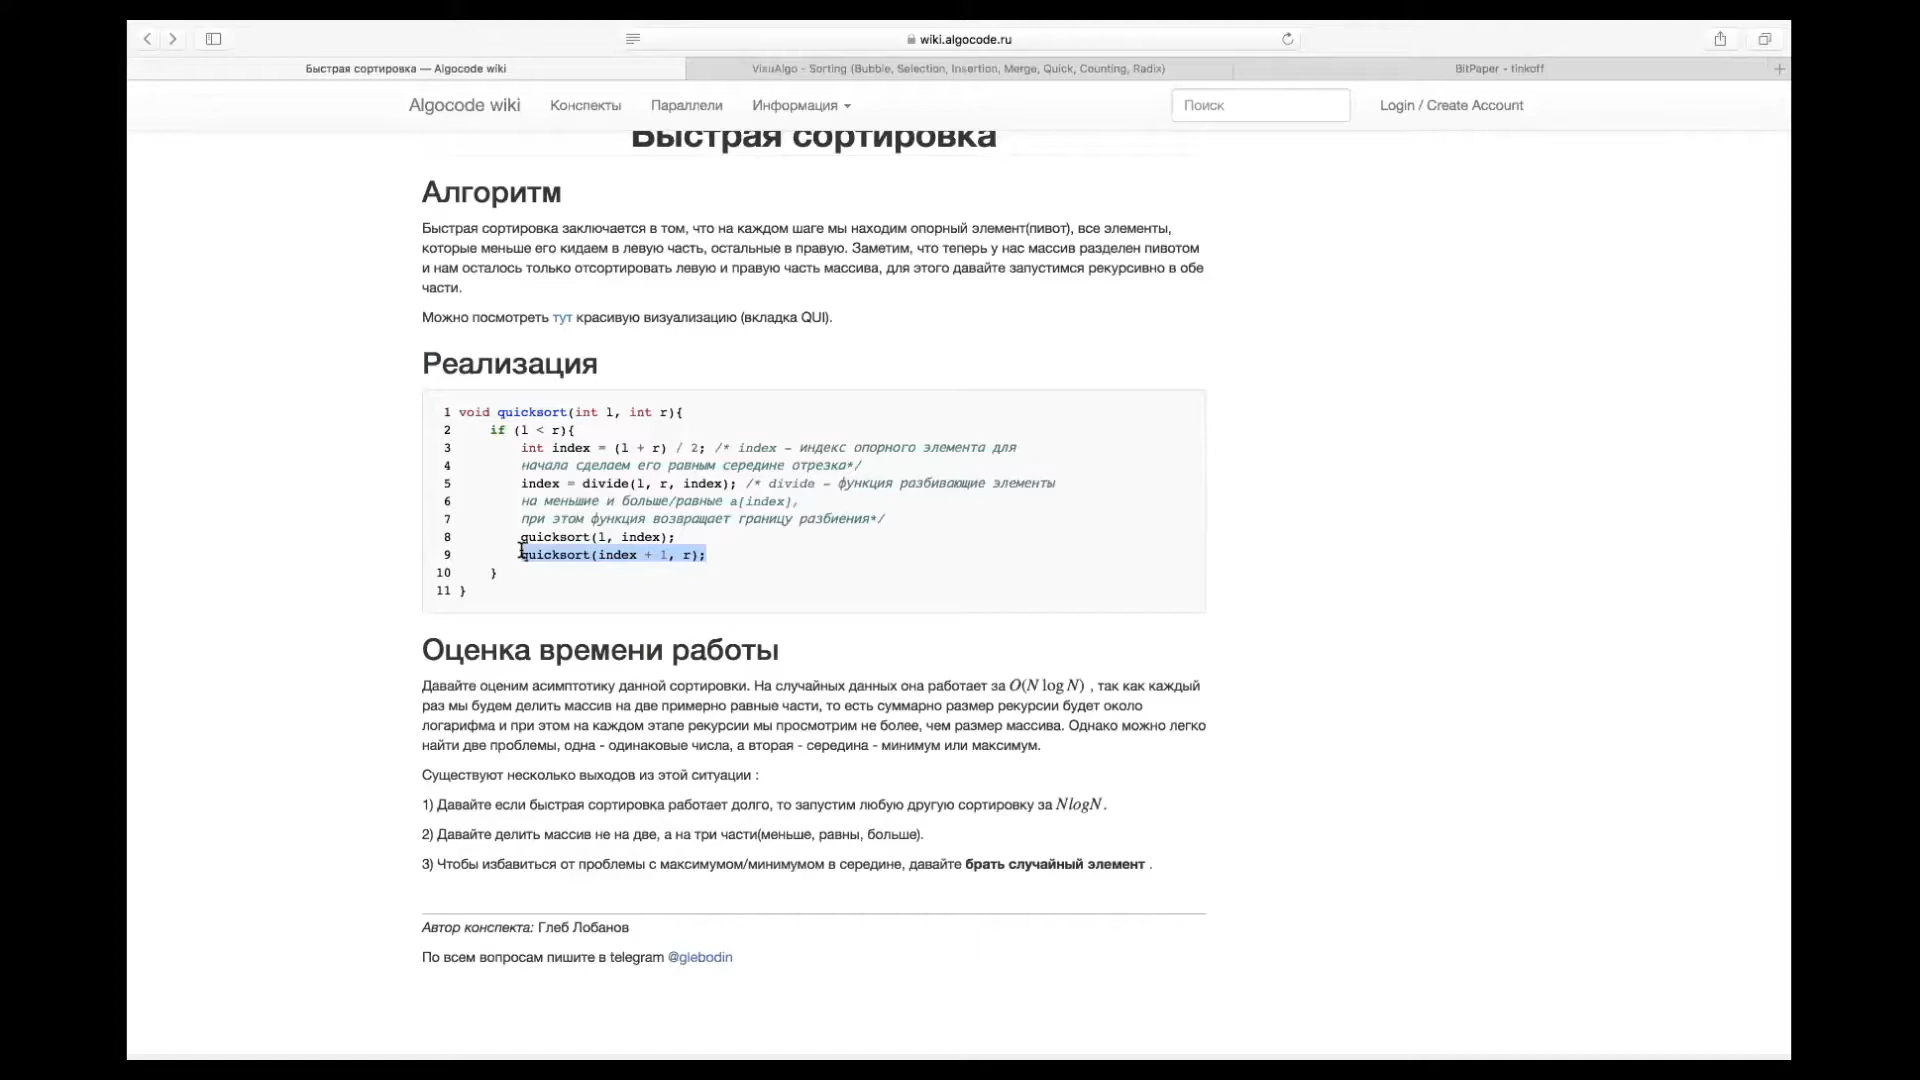 wiki.algocode.ru
Быстрая сортировка — Algocode wiki
VisuAlgo - Sorting (Bubble, Selection, Insertion, Merge, Quick, Counting, Radix)
BitPaper - tinkoff
Algocode wiki
Конспекты
Параллели
Информация
Поиск
Login / Create Account
Быстрая сортировка
Алгоритм
Быстрая сортировка заключается в том, что на каждом шаге мы находим опорный элемент(пивот), все элементы,
которые меньше его кидаем в левую часть, остальные в правую. Заметим, что теперь у нас массив разделен пивотом
и нам осталось только отсортировать левую и правую часть массива, для этого давайте запустимся рекурсивно в обе
части.
Можно посмотреть тут красивую визуализацию (вкладка QUI).
Реализация
1 void quicksort(int l, int r){
2 if (l < r){
3 int index = (l + r) / 2; /* index – индекс опорного элемента для
4 начала сделаем его равным середине отрезка*/
5 index = divide(l, r, index); /* divide – функция разбивающие элементы
6 на меньшие и больше/равные a[index],
7 при этом функция возвращает границу разбиения*/
8 quicksort(l, index);
9 quicksort(index + 1, r);
10 }
11 }
Оценка времени работы
Давайте оценим асимптотику данной сортировки. На случайных данных она работает за O(N log N) , так как каждый
раз мы будем делить массив на две примерно равные части, то есть суммарно размер рекурсии будет около
логарифма и при этом на каждом этапе рекурсии мы просмотрим не более, чем размер массива. Однако можно легко
найти две проблемы, одна - одинаковые числа, а вторая - середина - минимум или максимум.
Существуют несколько выходов из этой ситуации :
1) Давайте если быстрая сортировка работает долго, то запустим любую другую сортировку за NlogN.
2) Давайте делить массив не на две, а на три части(меньше, равны, больше).
3) Чтобы избавиться от проблемы с максимумом/минимумом в середине, давайте брать случайный элемент .
Автор конспекта: Глеб Лобанов
По всем вопросам пишите в telegram @glebodin